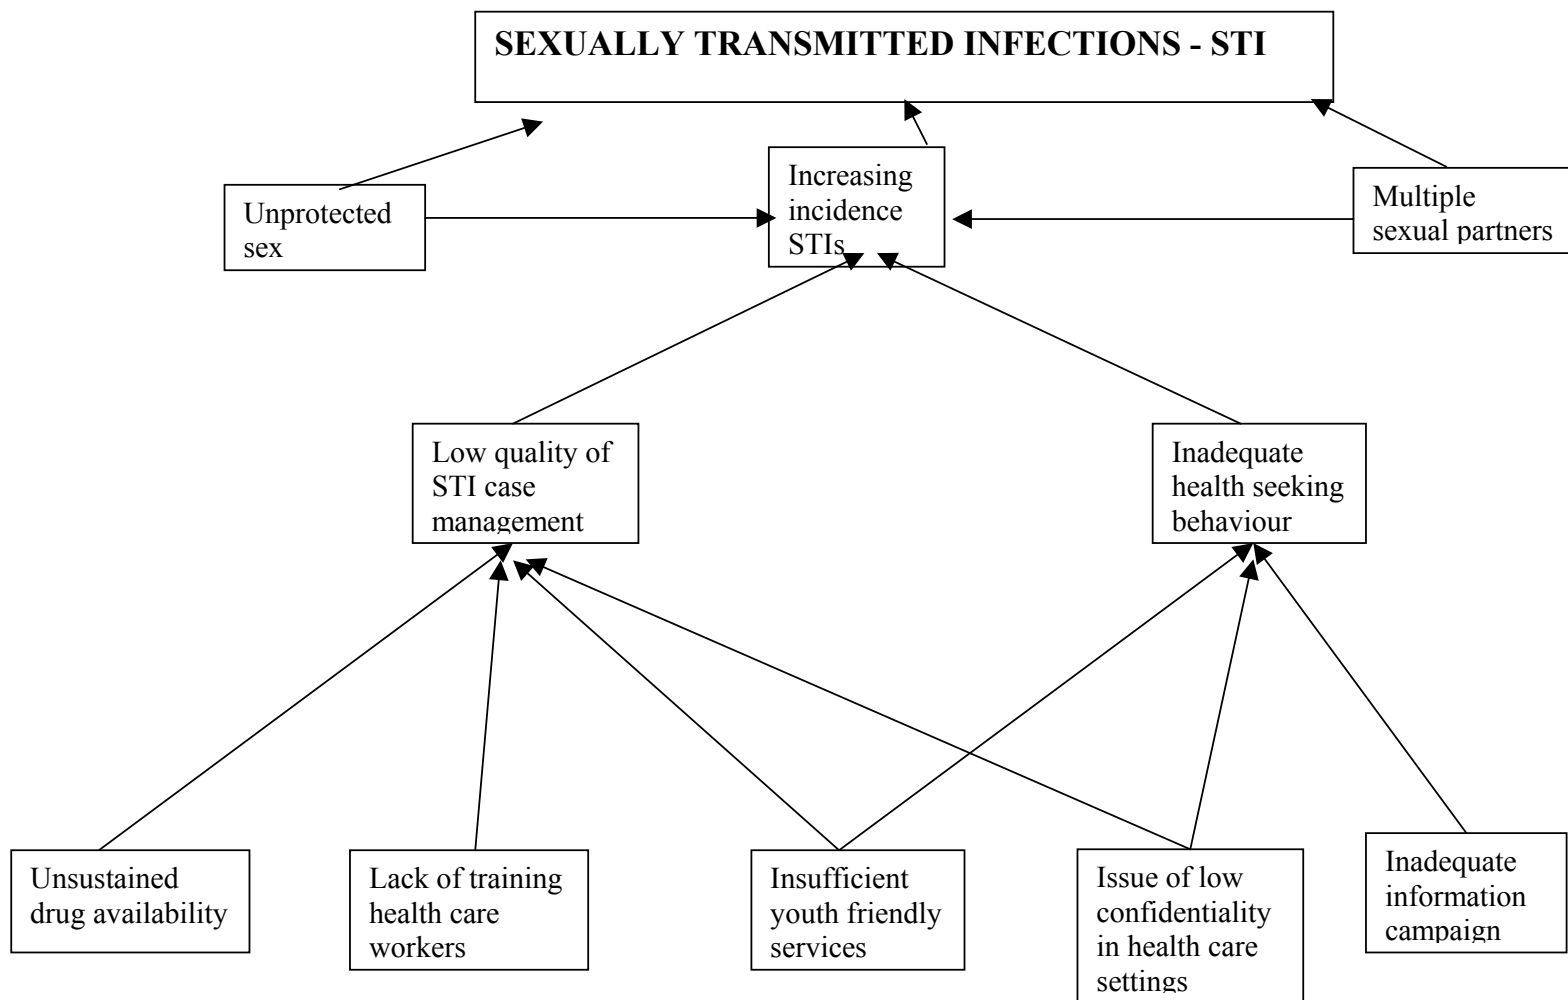 SEXUALLY TRANSMITTED INFECTIONS - STI
Unprotected
sex
Increasing
incidence
STIs
Multiple
sexual partners
Low quality of
STI case
management
Inadequate
health seeking
behaviour
Unsustained
drug availability
Lack of training
health care
workers
Insufficient
youth friendly
services
Issue of low
confidentiality
in health care
settings
Inadequate
information
campaign